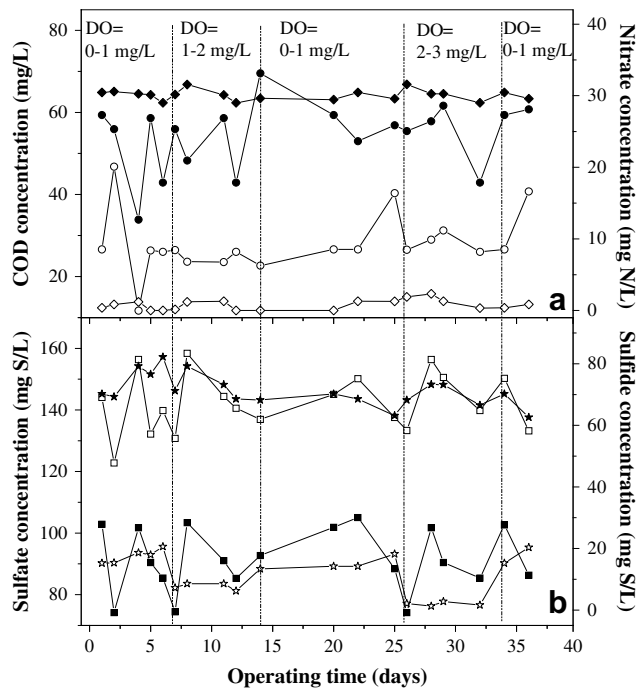 DO= DO= DO= DO= DO=
0-1 mg/L 1-2 mg/L 0-1 mg/L 2-3 mg/L 0-1 mg/L
COD concentration (mg/L)
80
60
40
20
Nitrate concentration
(mg N/L)
40
30
20
10
0
a
Sulfate concentration (mg S/L)
160
140
120
100
80
Sulfide concentration
(mg S/L)
80
60
40
20
0
b
0 5 10 15 20 25 30 35 40
Operating time (days)